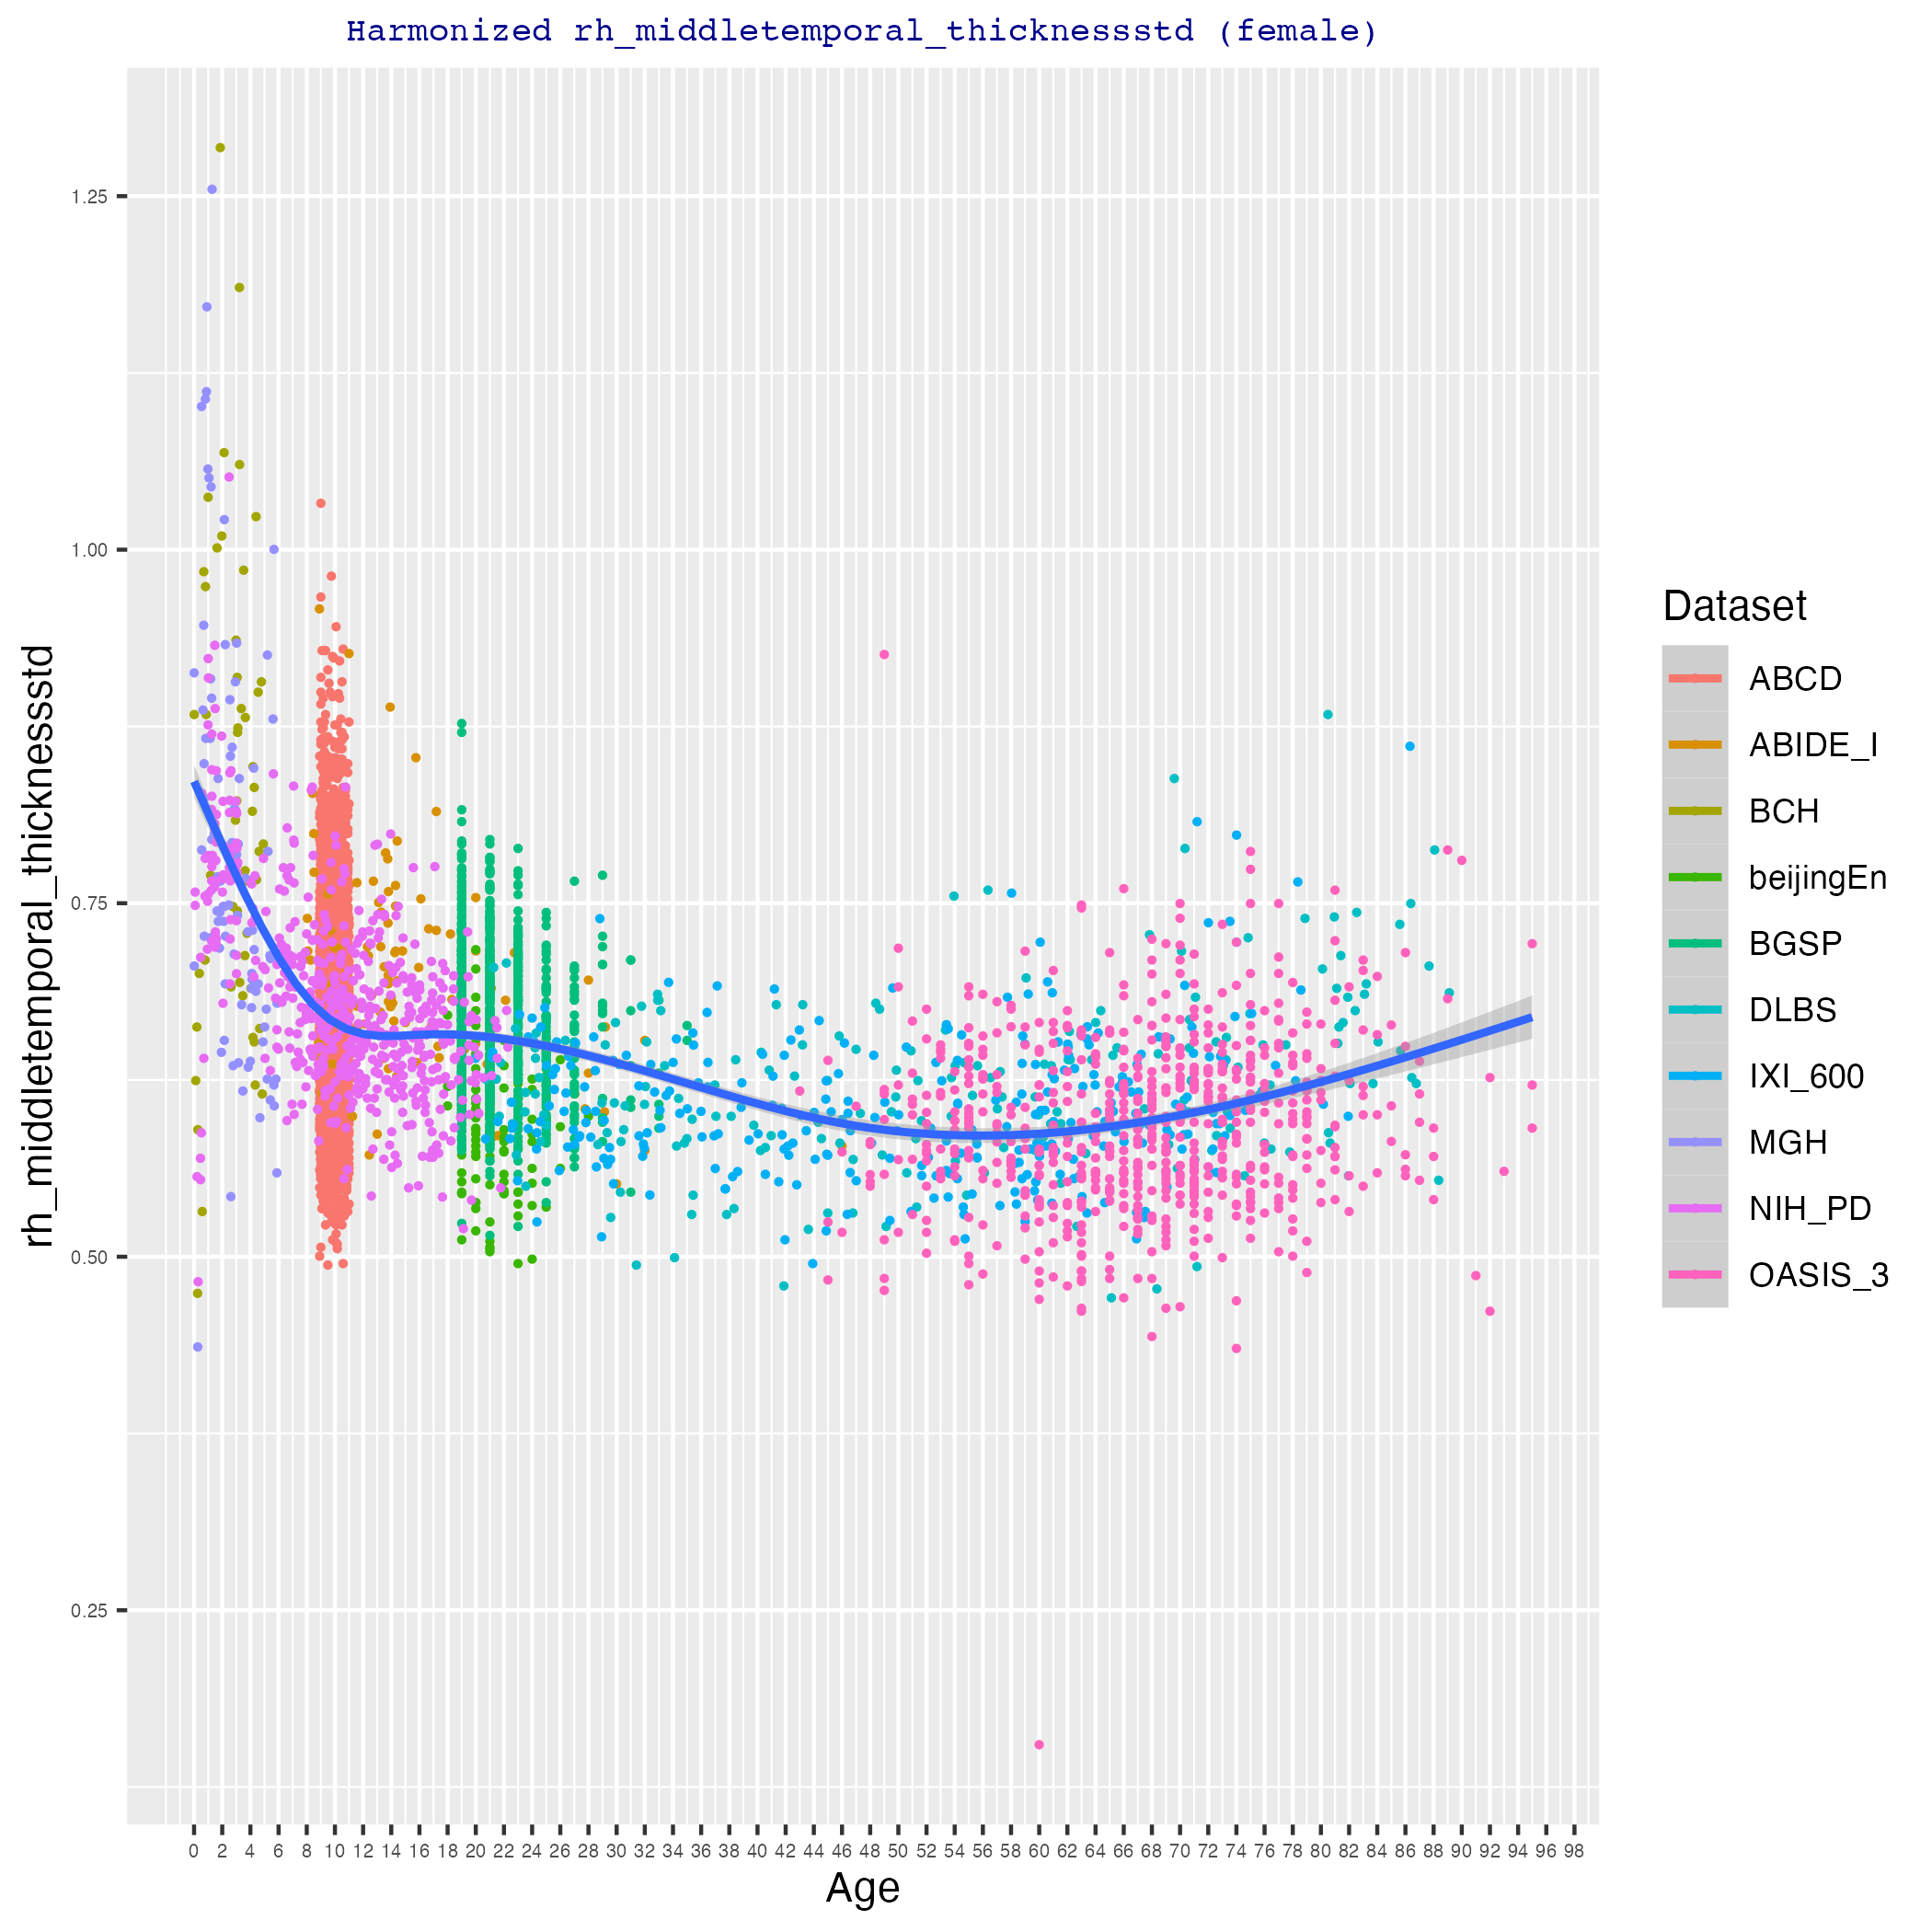 Harmonized rh_middletemporal_thicknessstd (female)
rh_middletemporal_thicknessstd
1.25
1.00
0.75
0.50
0.25
0 2 4 6 8 10 12 14 16 18 20 22 24 26 28 30 32 34 36 38 40 42 44 46 48 50 52 54 56 58 60 62 64 66 68 70 72 74 76 78 80 82 84 86 88 90 92 94 96 98
Age
Dataset
ABCD
ABIDE_I
BCH
beijingEn
BGSP
DLBS
IXI_600
MGH
NIH_PD
OASIS_3